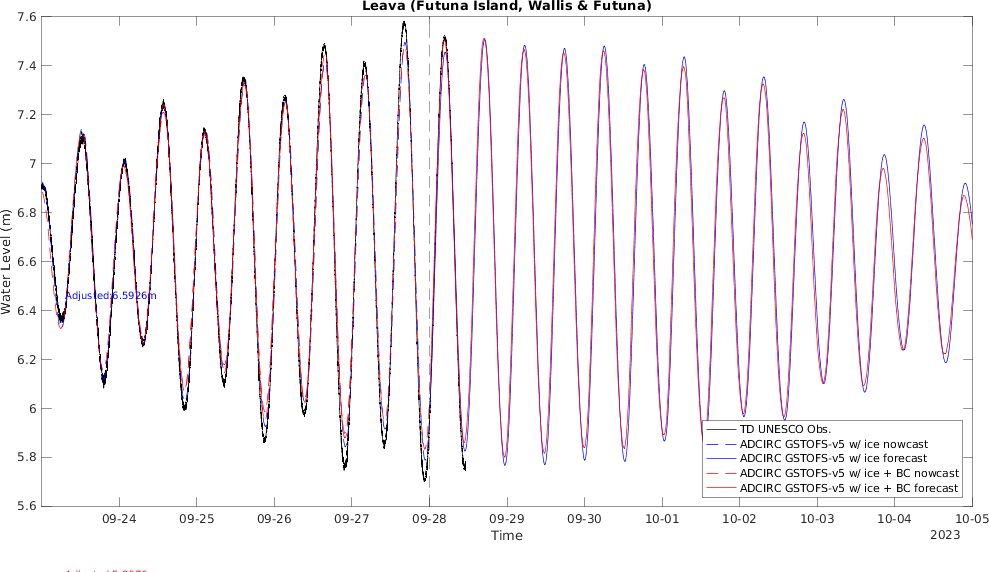 Leava (Futuna Island, Wallis & Futuna)
7.6
7.4
7.2
7
6.8
6.6
6.4
6.2
6
5.8
5.6
Water Level (m)
Adjusted:6.5926m
TD UNESCO Obs.
ADCIRC GSTOFS-v5 w/ ice nowcast
ADCIRC GSTOFS-v5 w/ ice forecast
ADCIRC GSTOFS-v5 w/ ice + BC nowcast
ADCIRC GSTOFS-v5 w/ ice + BC forecast
09-24 09-25 09-26 09-27 09-28 09-29 09-30 10-01 10-02 10-03 10-04 10-05
Time
2023